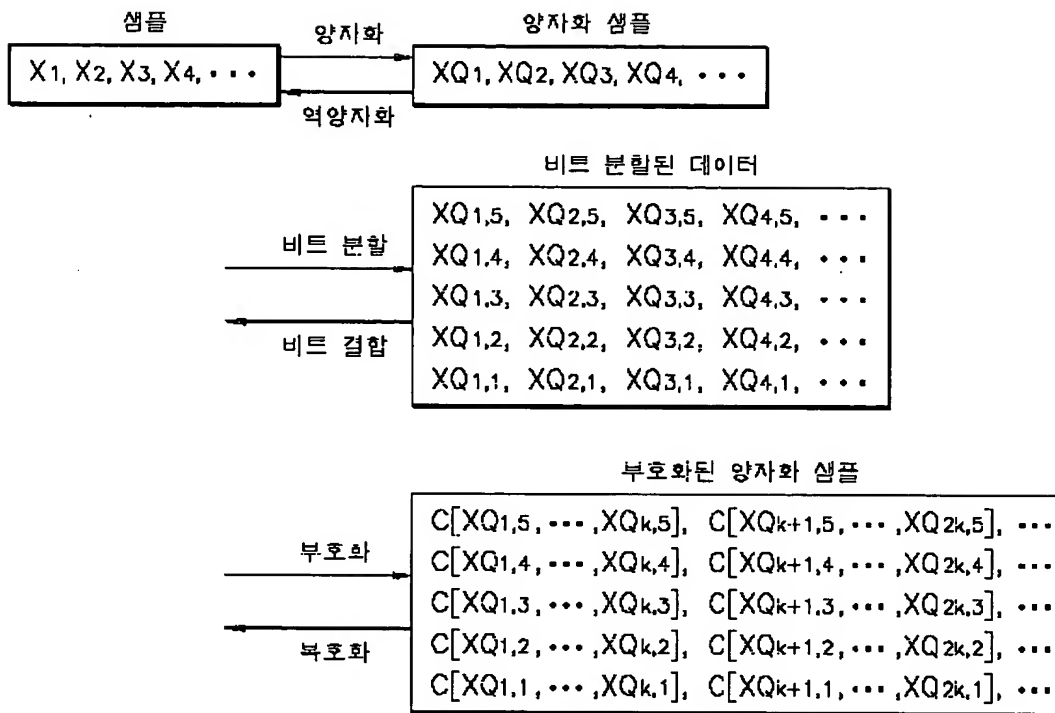 샘플
양자화 샘플
X1, X2, X3, X4, •••
양자화
역양자화
XQ1, XQ2, XQ3, XQ4, •••
비트 분할된 데이터
비트 분할
비트 결합
XQ1,5, XQ2,5, XQ3,5, XQ4,5, •••
XQ1,4, XQ2,4, XQ3,4, XQ4,4, •••
XQ1,3, XQ2,3, XQ3,3, XQ4,3, •••
XQ1,2, XQ2,2, XQ3,2, XQ4,2, •••
XQ1,1, XQ2,1, XQ3,1, XQ4,1, •••
부호화된 양자화 샘플
부호화
복호화
C[XQ1,5, ••• ,XQk,5], C[XQk+1,5, ••• ,XQ2k,5], •••
C[XQ1,4, ••• ,XQk,4], C[XQk+1,4, ••• ,XQ2k,4], •••
C[XQ1,3, ••• ,XQk,3], C[XQk+1,3, ••• ,XQ2k,3], •••
C[XQ1,2, ••• ,XQk,2], C[XQk+1,2, ••• ,XQ2k,2], •••
C[XQ1,1, ••• ,XQk,1], C[XQk+1,1, ••• ,XQ2k,1], •••